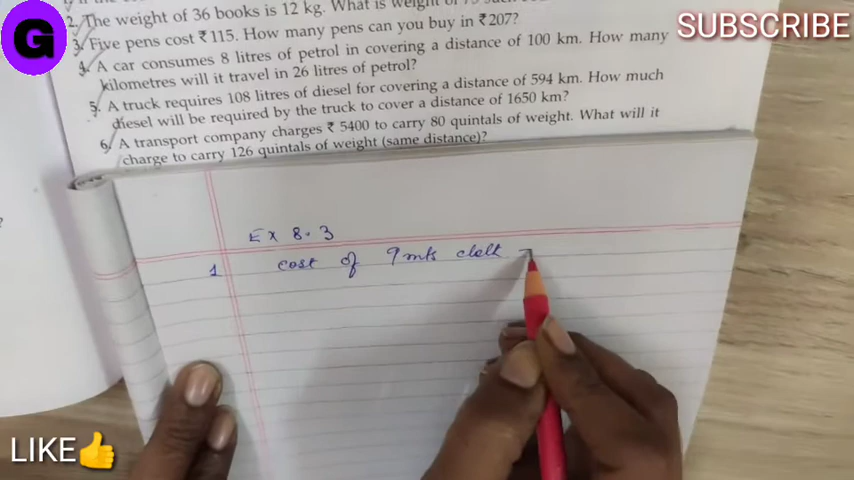 G
SUBSCRIBE
2. The weight of 36 books is 12 kg. What is weight of 75 such
3. Five pens cost ₹115. How many pens can you buy in ₹207?
4. A car consumes 8 litres of petrol in covering a distance of 100 km. How many
kilometres will it travel in 26 litres of petrol?
5. A truck requires 108 litres of diesel for covering a distance of 594 km. How much
diesel will be required by the truck to cover a distance of 1650 km?
6. A transport company charges ₹ 5400 to carry 80 quintals of weight. What will it
charge to carry 126 quintals of weight (same distance)?
Ex 8.3
1 cost of 9 mts cloth =
LIKE👍